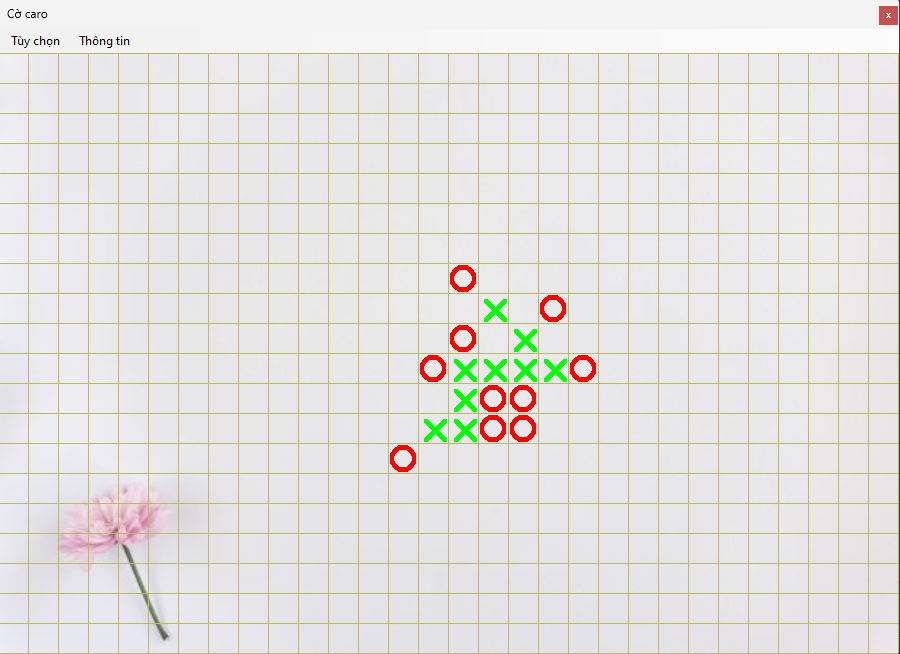 Cờ caro
x
Tùy chọn Thông tin